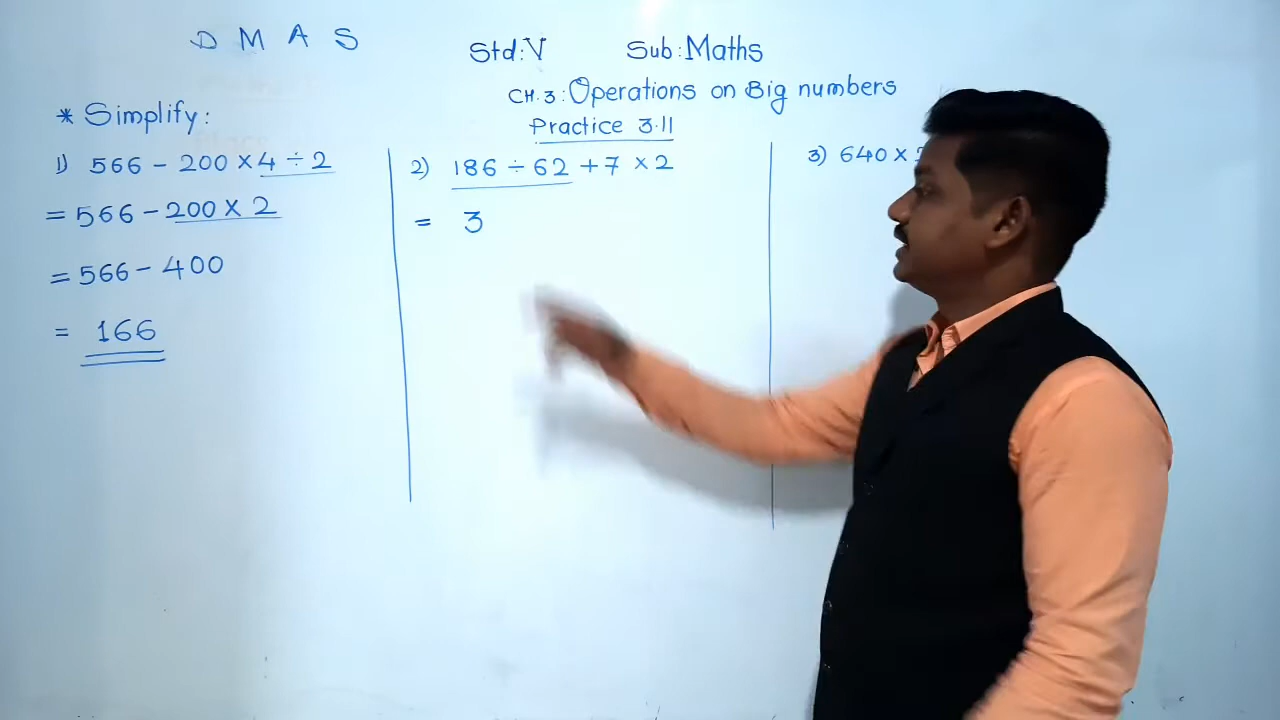 D M A S
Std:V Sub:Maths
CH.3:Operations on Big numbers
Practice 3.11
* Simplify:
1) 566 - 200 × 4 ÷ 2
= 566 - 200 × 2
= 566 - 400
= 166
2) 186 ÷ 62 + 7 × 2
= 3
3) 640 ×